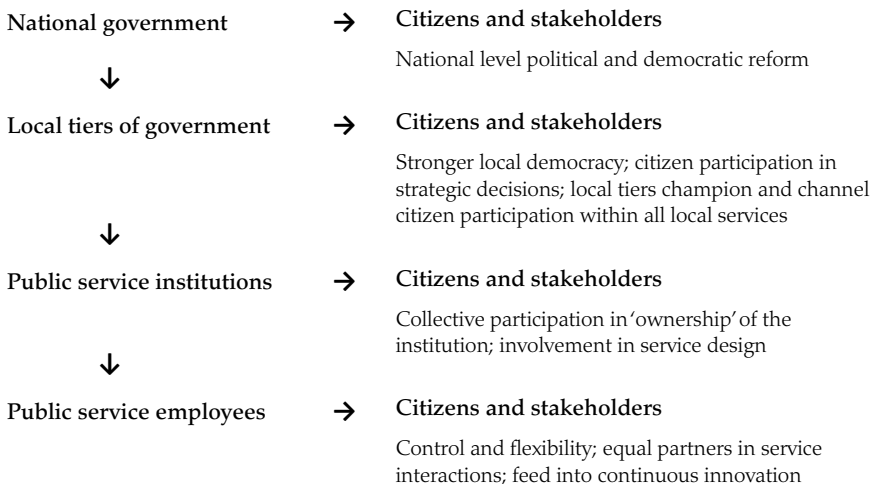 National government → Citizens and stakeholders
National level political and democratic reform
↓
Local tiers of government → Citizens and stakeholders
Stronger local democracy; citizen participation in
strategic decisions; local tiers champion and channel
citizen participation within all local services
↓
Public service institutions → Citizens and stakeholders
Collective participation in ‘ownership’ of the
institution; involvement in service design
↓
Public service employees → Citizens and stakeholders
Control and flexibility; equal partners in service
interactions; feed into continuous innovation